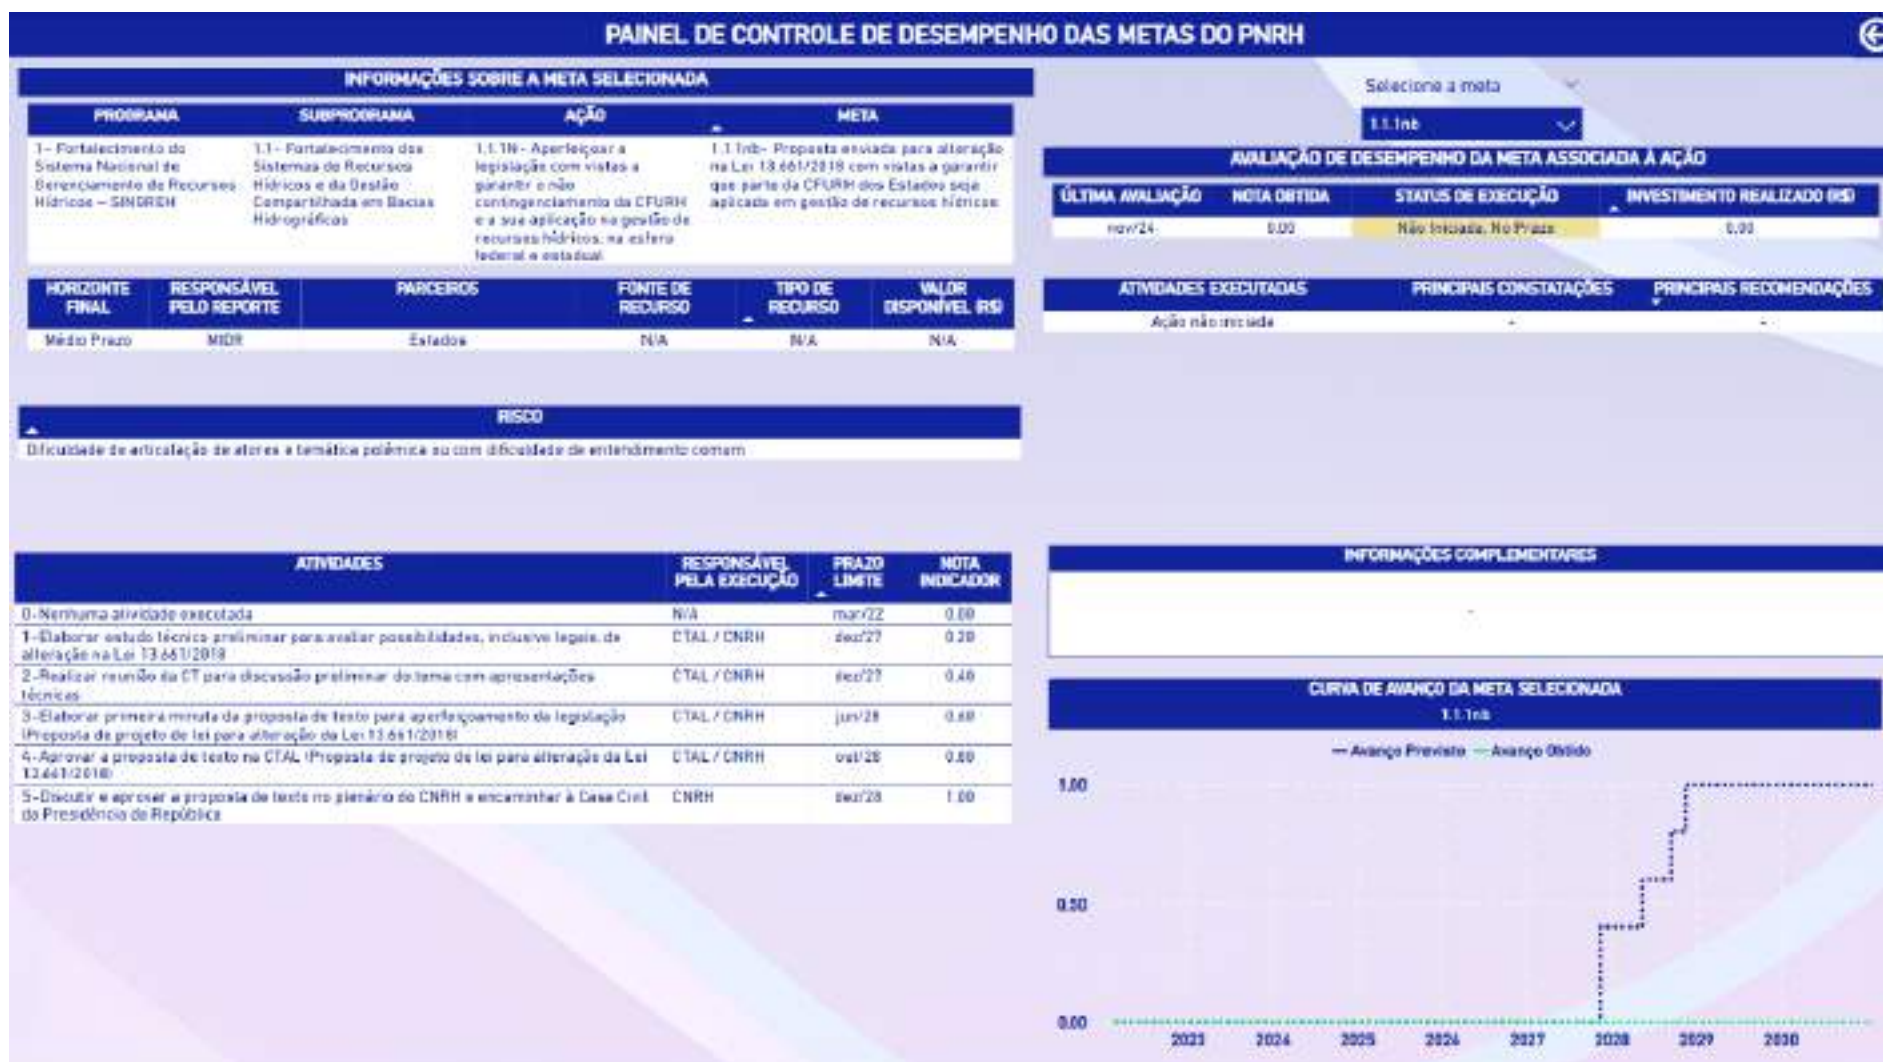 PAINEL DE CONTROLE DE DESEMPENHO DAS METAS DO PNRH
INFORMAÇÕES SOBRE A META SELECIONADA
PROGRAMA SUBPROGRAMA AÇÃO META
1- Fortalecimento do
Sistema Nacional de
Gerenciamento de Recursos
Hídricos – SINGREH
1.1- Fortalecimento dos
Sistemas de Recursos
Hídricos e da Gestão
Compartilhada em Bacias
Hidrográficas
1.1.1N- Aperfeiçoar a
legislação com vistas a
garantir o não
contingenciamento da CFURH
e a sua aplicação na gestão de
recursos hídricos, na esfera
federal e estadual
1.1.1nb- Proposta enviada para alteração
na Lei 13.661/2018 com vistas a garantir
que parte da CFURH dos Estados seja
aplicada em gestão de recursos hídricos
HORIZONTE FINAL RESPONSÁVEL PELO REPORTE PARCEIROS FONTE DE RECURSO TIPO DE RECURSO VALOR DISPONÍVEL (R$)
Médio Prazo MIDR Estados N/A N/A N/A
RISCO
Dificuldade de articulação de atores e temática polêmica ou com dificuldade de entendimento comum
ATIVIDADES RESPONSÁVEL PELA EXECUÇÃO PRAZO LIMITE NOTA INDICADOR
0-Nenhuma atividade executada N/A mar/22 0.00
1-Elaborar estudo técnico preliminar para avaliar possibilidades, inclusive legais, de CTAL / CNRH dez/27 0.20
alteração na Lei 13.661/2018
2-Realizar reunião da CT para discussão preliminar do tema com apresentações CTAL / CNRH dez/27 0.40
técnicas
3-Elaborar primeira minuta da proposta de texto para aperfeiçoamento da legislação CTAL / CNRH jun/28 0.60
(Proposta de projeto de lei para alteração da Lei 13.661/2018)
4-Aprovar a proposta de texto na CTAL (Proposta de projeto de lei para alteração da Lei CTAL / CNRH out/28 0.80
13.661/2018)
5-Discutir e aprovar a proposta de texto no plenário do CNRH e encaminhar à Casa Civil CNRH dez/28 1.00
da Presidência da República
Selecione a meta
1.1.1nb
AVALIAÇÃO DE DESEMPENHO DA META ASSOCIADA À AÇÃO
ÚLTIMA AVALIAÇÃO NOTA OBTIDA STATUS DE EXECUÇÃO INVESTIMENTO REALIZADO (R$)
nov/24 0.00 Não Iniciada, No Prazo 0,00
ATIVIDADES EXECUTADAS PRINCIPAIS CONSTATAÇÕES PRINCIPAIS RECOMENDAÇÕES
Ação não iniciada - -
INFORMAÇÕES COMPLEMENTARES
-
CURVA DE AVANÇO DA META SELECIONADA
1.1.1nb
Avanço Previsto Avanço Obtido
1.00
0.50
0.00
2023 2024 2025 2026 2027 2028 2029 2030